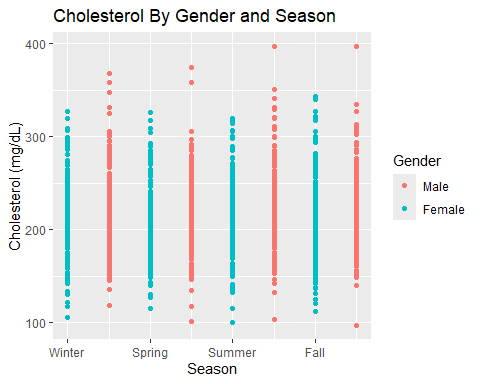 Cholesterol By Gender and Season
400
300
200
100
Cholesterol (mg/dL)
Winter Spring Summer Fall
Season
Gender
Male
Female